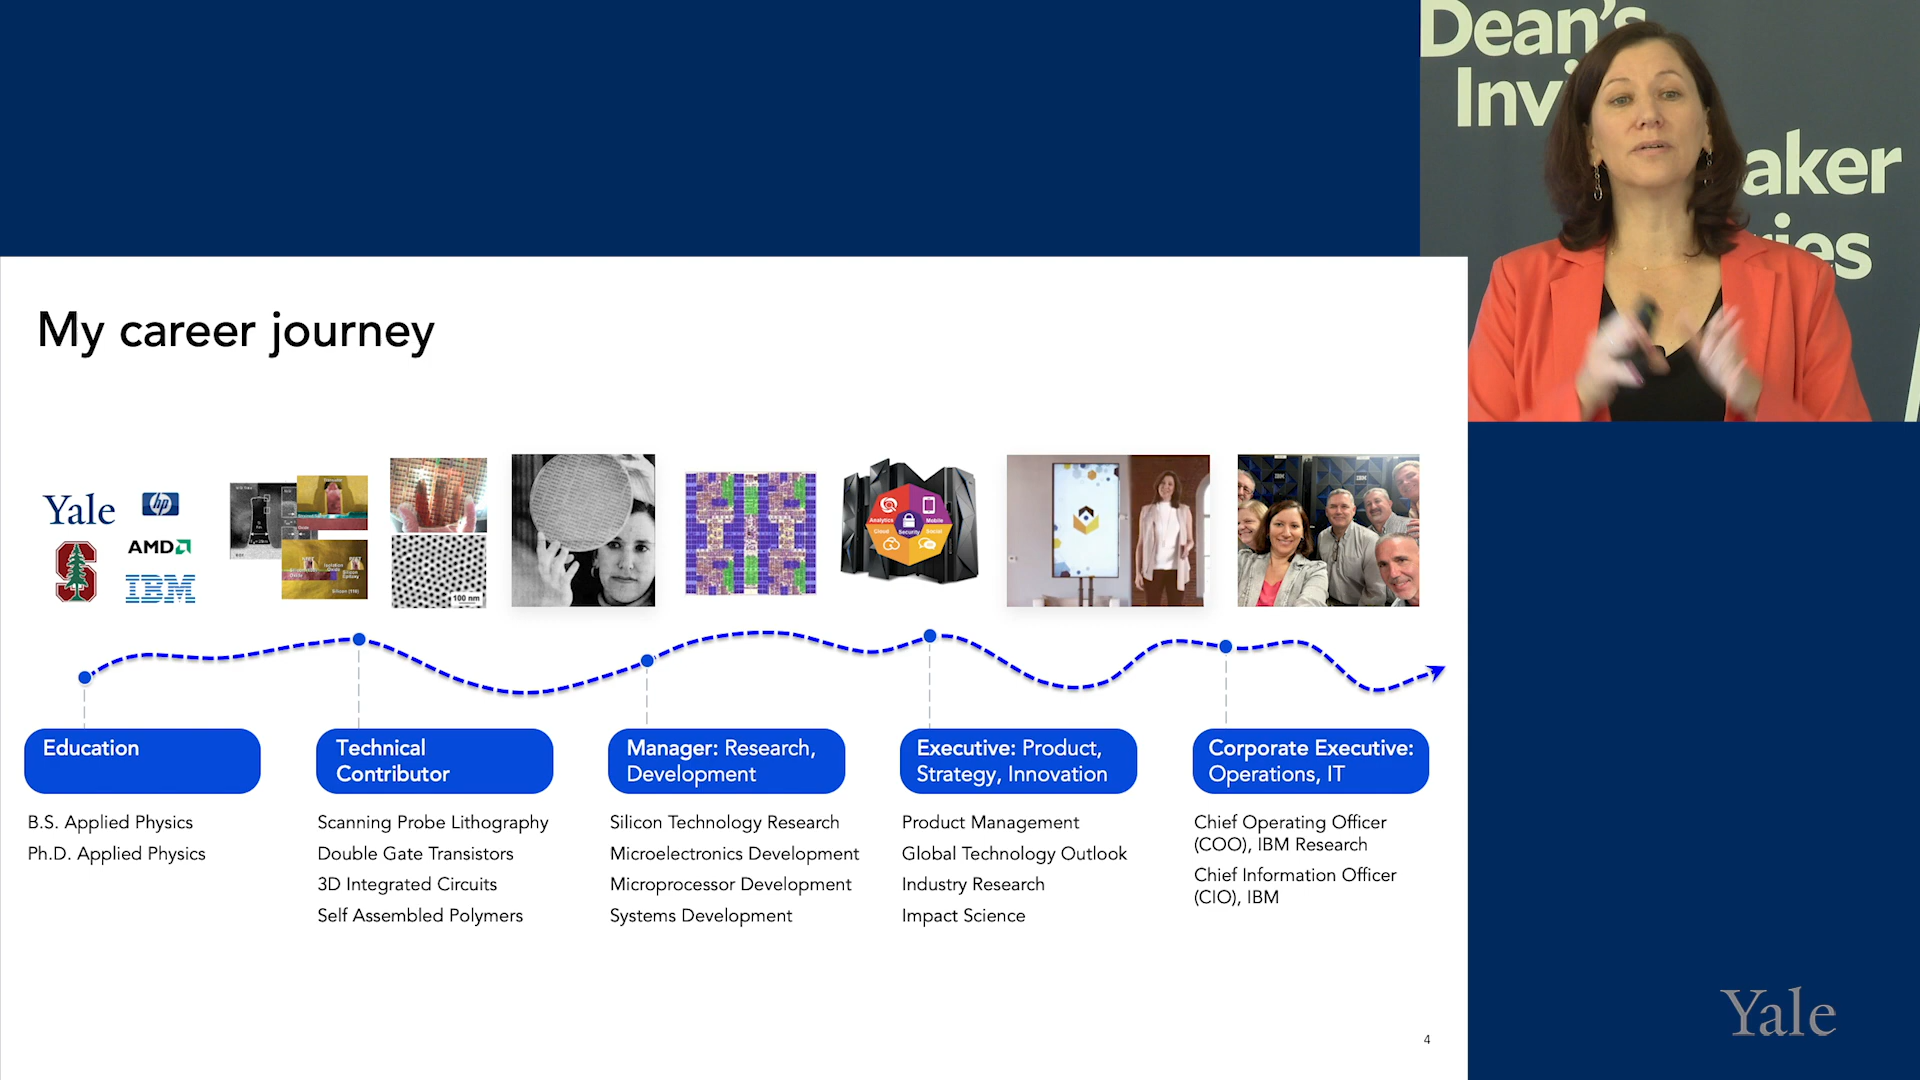 Dean's
Inv
aker
ies
My career journey
Yale
hp
AMD
IBM
S
100 nm
Analytics
Mobile
Cloud
Security
Social
IBM
IBM
Education
Technical
Contributor
Manager: Research,
Development
Executive: Product,
Strategy, Innovation
Corporate Executive:
Operations, IT
B.S. Applied Physics
Ph.D. Applied Physics
Scanning Probe Lithography
Double Gate Transistors
3D Integrated Circuits
Self Assembled Polymers
Silicon Technology Research
Microelectronics Development
Microprocessor Development
Systems Development
Product Management
Global Technology Outlook
Industry Research
Impact Science
Chief Operating Officer
(COO), IBM Research
Chief Information Officer
(CIO), IBM
4
Yale